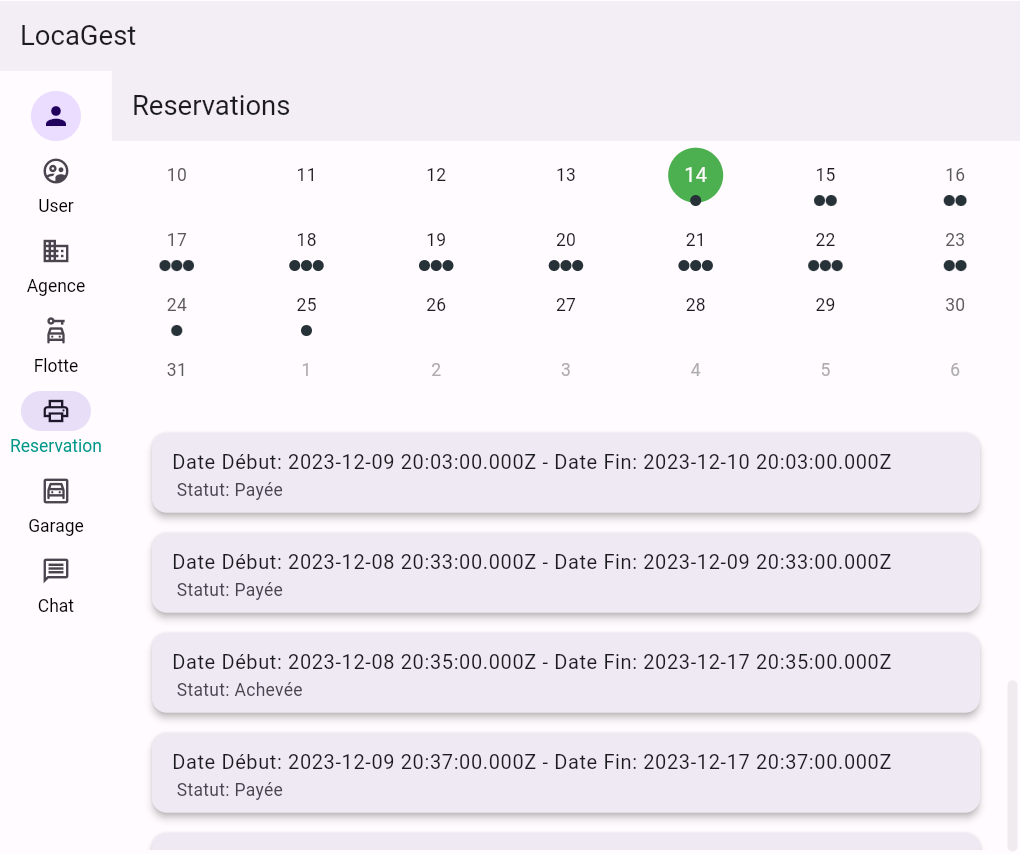 LocaGest
Reservations
User
Agence
Flotte
Reservation
Garage
Chat
10 11 12 13 14 15 16
17 18 19 20 21 22 23
24 25 26 27 28 29 30
31 1 2 3 4 5 6
Date Début: 2023-12-09 20:03:00.000Z - Date Fin: 2023-12-10 20:03:00.000Z
Statut: Payée
Date Début: 2023-12-08 20:33:00.000Z - Date Fin: 2023-12-09 20:33:00.000Z
Statut: Payée
Date Début: 2023-12-08 20:35:00.000Z - Date Fin: 2023-12-17 20:35:00.000Z
Statut: Achevée
Date Début: 2023-12-09 20:37:00.000Z - Date Fin: 2023-12-17 20:37:00.000Z
Statut: Payée